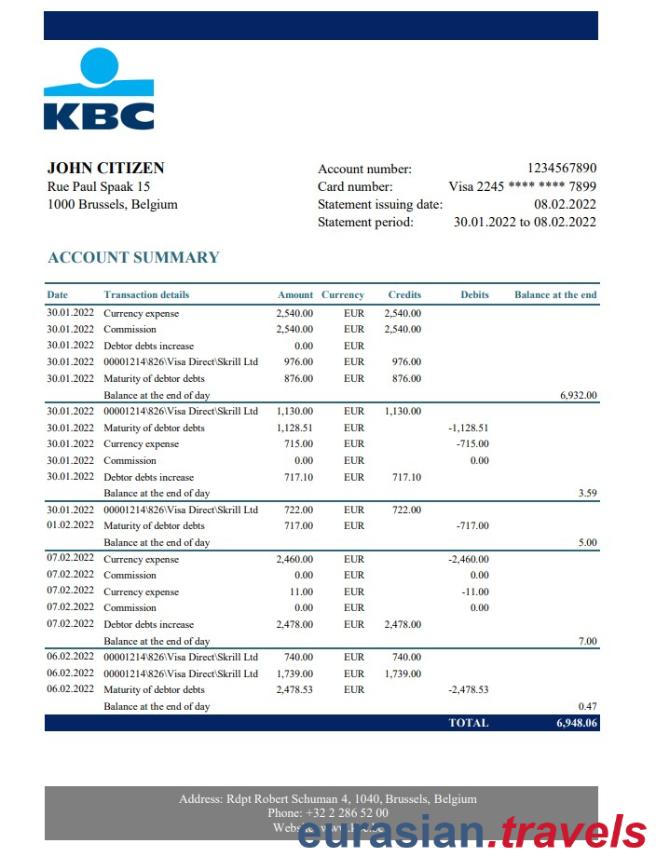 KBC
JOHN CITIZEN
Rue Paul Spaak 15
1000 Brussels, Belgium
Account number: 1234567890
Card number: Visa 2245 **** **** 7899
Statement issuing date: 08.02.2022
Statement period: 30.01.2022 to 08.02.2022
ACCOUNT SUMMARY
Date Transaction details Amount Currency Credits Debits Balance at the end
30.01.2022 Currency expense 2,540.00 EUR 2,540.00
30.01.2022 Commission 2,540.00 EUR 2,540.00
30.01.2022 Debtor debts increase 0.00 EUR
30.01.2022 00001214\826\Visa Direct\Skrill Ltd 976.00 EUR 976.00
30.01.2022 Maturity of debtor debts 876.00 EUR 876.00
Balance at the end of day 6,932.00
30.01.2022 00001214\826\Visa Direct\Skrill Ltd 1,130.00 EUR 1,130.00
30.01.2022 Maturity of debtor debts 1,128.51 EUR -1,128.51
30.01.2022 Currency expense 715.00 EUR -715.00
30.01.2022 Commission 0.00 EUR 0.00
30.01.2022 Debtor debts increase 717.10 EUR 717.10
Balance at the end of day 3.59
30.01.2022 00001214\826\Visa Direct\Skrill Ltd 722.00 EUR 722.00
01.02.2022 Maturity of debtor debts 717.00 EUR -717.00
Balance at the end of day 5.00
07.02.2022 Currency expense 2,460.00 EUR -2,460.00
07.02.2022 Commission 0.00 EUR 0.00
07.02.2022 Currency expense 11.00 EUR -11.00
07.02.2022 Commission 0.00 EUR 0.00
07.02.2022 Debtor debts increase 2,478.00 EUR 2,478.00
Balance at the end of day 7.00
06.02.2022 00001214\826\Visa Direct\Skrill Ltd 740.00 EUR 740.00
06.02.2022 00001214\826\Visa Direct\Skrill Ltd 1,739.00 EUR 1,739.00
06.02.2022 Maturity of debtor debts 2,478.53 EUR -2,478.53
Balance at the end of day 0.47
TOTAL 6,948.06
Address: Rdpt Robert Schuman 4, 1040, Brussels, Belgium
Phone: +32 2 286 52 00
eurasian.travels